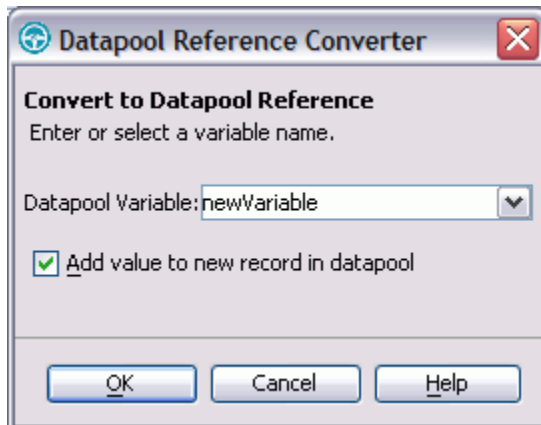 Datapool Reference Converter
Convert to Datapool Reference
Enter or select a variable name.
Datapool Variable: newVariable
Add value to new record in datapool
OK Cancel Help